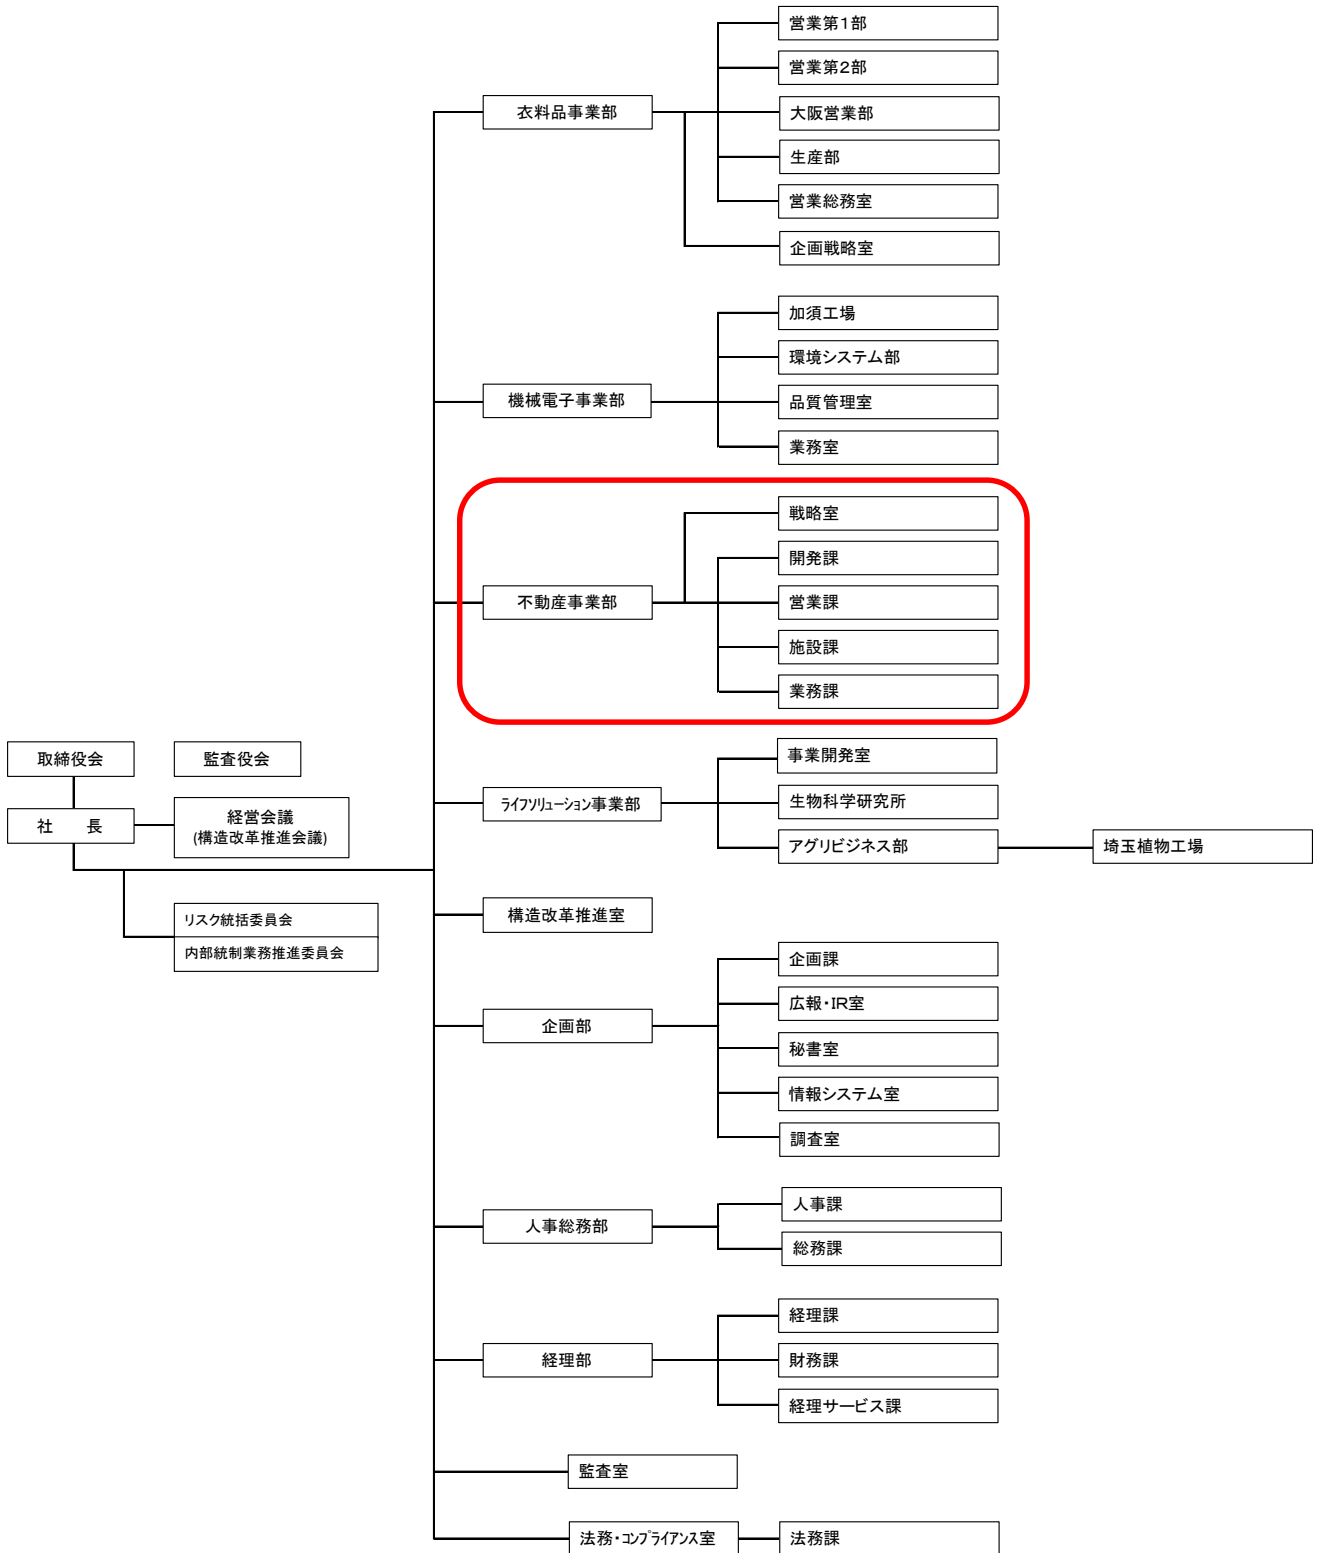 営業第1部
営業第2部
衣料品事業部
大阪営業部
生産部
営業総務室
企画戦略室
加須工場
環境システム部
機械電子事業部
品質管理室
業務室
戦略室
開発課
不動産事業部
営業課
施設課
業務課
取締役会
監査役会
事業開発室
ライフソリューション事業部
生物科学研究所
社　　長
経営会議
(構造改革推進会議)
アグリビジネス部
埼玉植物工場
リスク統括委員会
内部統制業務推進委員会
構造改革推進室
企画課
広報・IR室
企画部
秘書室
情報システム室
調査室
人事課
人事総務部
総務課
経理課
経理部
財務課
経理サービス課
監査室
法務・コンプライアンス室
法務課